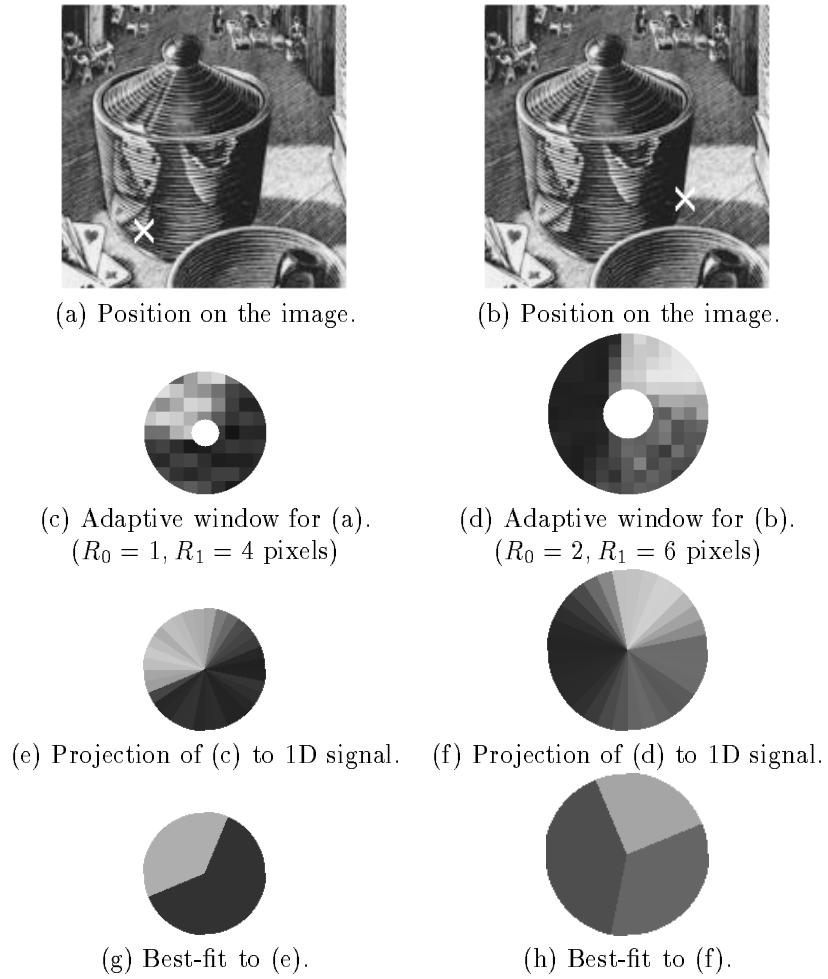 (a) Position on the image.
(b) Position on the image.
(c) Adaptive window for (a).
(R₀ = 1, R₁ = 4 pixels)
(d) Adaptive window for (b).
(R₀ = 2, R₁ = 6 pixels)
(e) Projection of (c) to 1D signal.
(f) Projection of (d) to 1D signal.
(g) Best-fit to (e).
(h) Best-fit to (f).